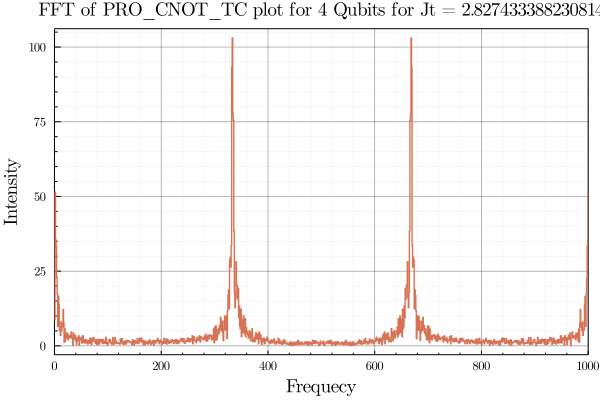 FFT of PRO_CNOT_TC plot for 4 Qubits for Jt = 2.827433388230814
Intensity
100
75
50
25
0
0 200 400 600 800 1000
Frequecy